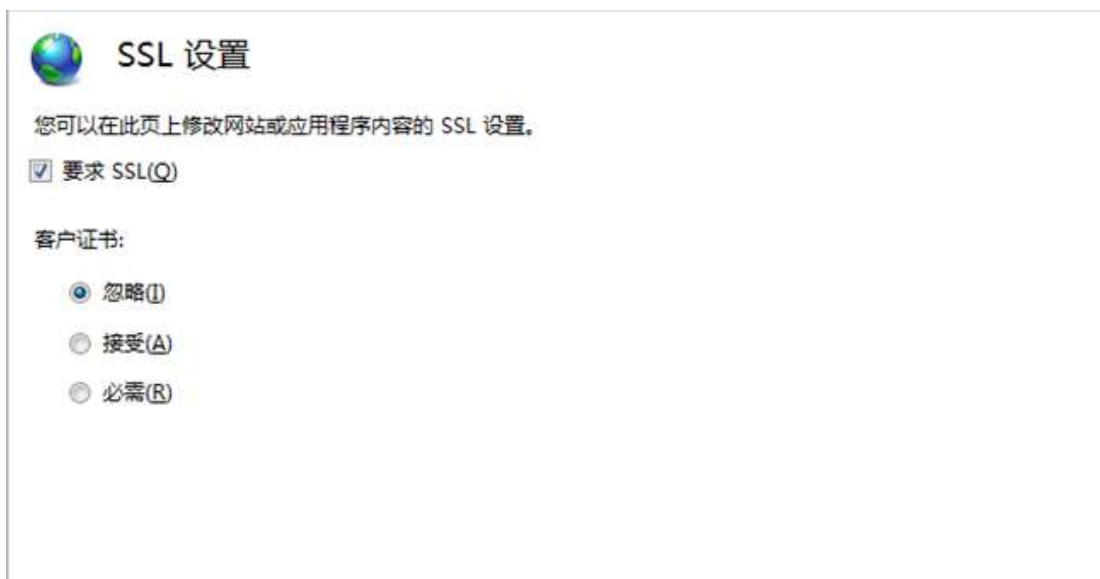 SSL 设置
您可以在此页上修改网站或应用程序内容的 SSL 设置。
要求 SSL(Q)
客户证书:
忽略(I)
接受(A)
必需(R)